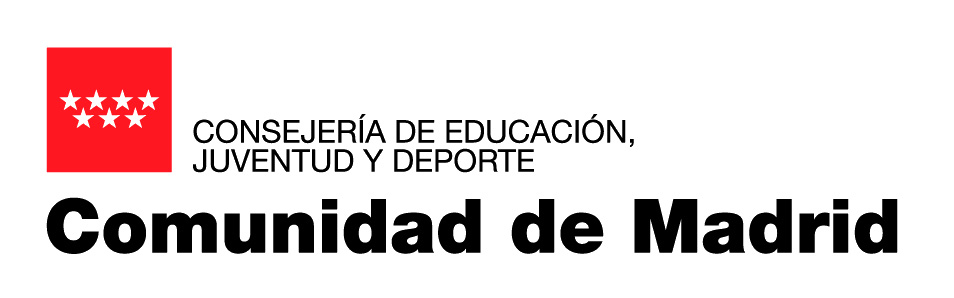 CONSEJERÍA DE EDUCACIÓN,
JUVENTUD Y DEPORTE
Comunidad de Madrid